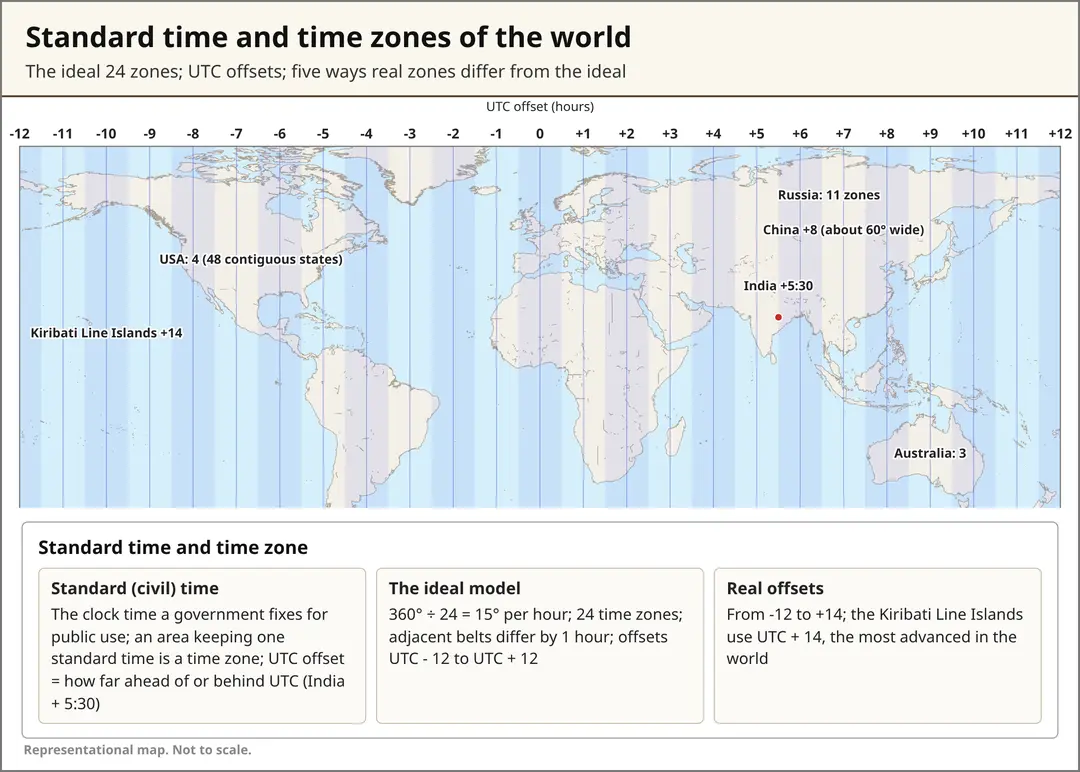 Standard time and time zones of the world
The ideal 24 zones; UTC offsets; five ways real zones differ from the ideal
UTC offset (hours)
-12 -11 -10 -9 -8 -7 -6 -5 -4 -3 -2 -1 0 +1 +2 +3 +4 +5 +6 +7 +8 +9 +10 +11 +12
Russia: 11 zones
China +8 (about 60° wide)
USA: 4 (48 contiguous states)
India +5:30
Kiribati Line Islands +14
Australia: 3
Standard time and time zone
Standard (civil) time
The clock time a government fixes for
public use; an area keeping one
standard time is a time zone; UTC offset
= how far ahead of or behind UTC (India
+ 5:30)
The ideal model
360° ÷ 24 = 15° per hour; 24 time zones;
adjacent belts differ by 1 hour; offsets
UTC - 12 to UTC + 12
Real offsets
From -12 to +14; the Kiribati Line Islands
use UTC + 14, the most advanced in the
world
Representational map. Not to scale.